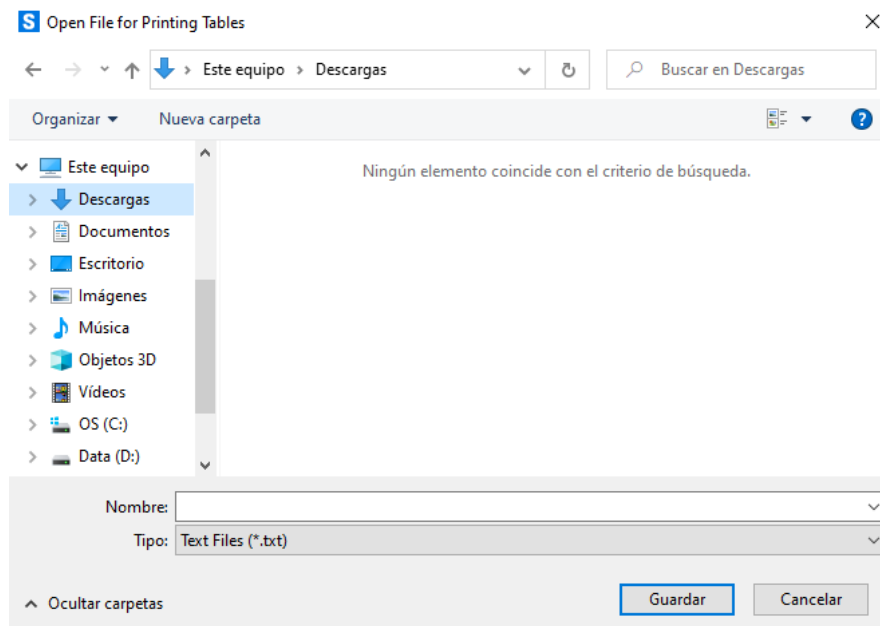 S Open File for Printing Tables
Este equipo > Descargas
Buscar en Descargas
Organizar
Nueva carpeta
?
Ningún elemento coincide con el criterio de búsqueda.
Este equipo
Descargas
Documentos
Escritorio
Imágenes
Música
Objetos 3D
Vídeos
OS (C:)
Data (D:)
Nombre:
Tipo: Text Files (*.txt)
Ocultar carpetas
Guardar
Cancelar